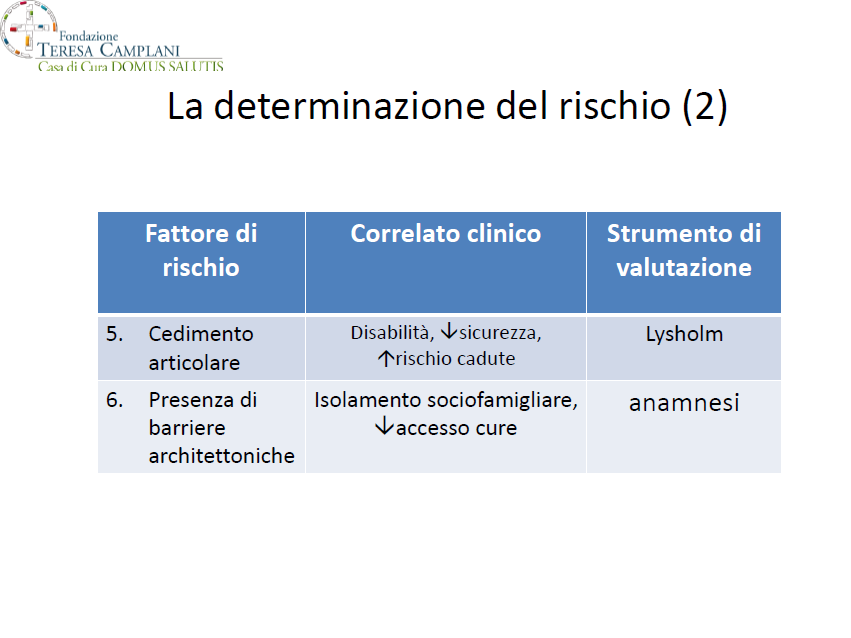 Fondazione
TERESA CAMPLANI
Casa di Cura DOMUS SALUTIS
La determinazione del rischio (2)
Fattore di
rischio
Correlato clinico
Strumento di
valutazione
5. Cedimento
articolare
Disabilità, ↓sicurezza,
↑rischio cadute
Lysholm
6. Presenza di
barriere
architettoniche
Isolamento sociofamigliare,
↓accesso cure
anamnesi